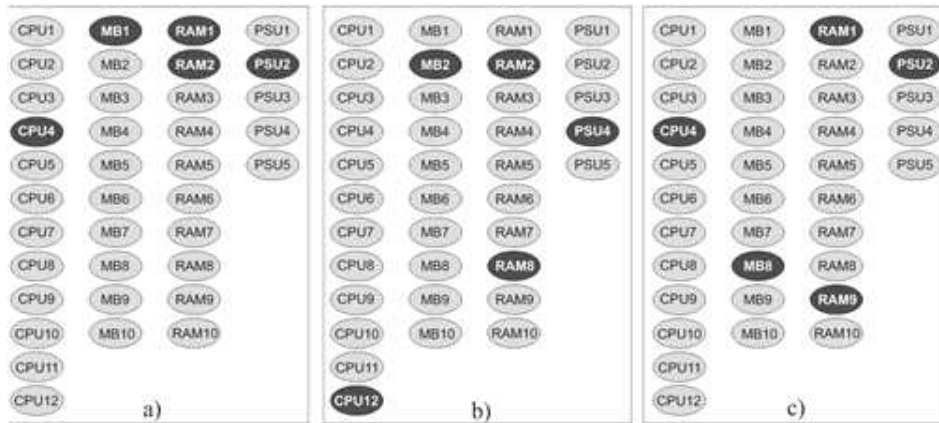 CPU1 MB1 RAM1 PSU1 CPU1 MB1 RAM1 PSU1 CPU1 MB1 RAM1 PSU1
CPU2 MB2 RAM2 PSU2 CPU2 MB2 RAM2 PSU2 CPU2 MB2 RAM2 PSU2
CPU3 MB3 RAM3 PSU3 CPU3 MB3 RAM3 PSU3 CPU3 MB3 RAM3 PSU3
CPU4 MB4 RAM4 PSU4 CPU4 MB4 RAM4 PSU4 CPU4 MB4 RAM4 PSU4
CPU5 MB5 RAM5 PSU5 CPU5 MB5 RAM5 PSU5 CPU5 MB5 RAM5 PSU5
CPU6 MB6 RAM6 CPU6 MB6 RAM6 CPU6 MB6 RAM6
CPU7 MB7 RAM7 CPU7 MB7 RAM7 CPU7 MB7 RAM7
CPU8 MB8 RAM8 CPU8 MB8 RAM8 CPU8 MB8 RAM8
CPU9 MB9 RAM9 CPU9 MB9 RAM9 CPU9 MB9 RAM9
CPU10 MB10 RAM10 CPU10 MB10 RAM10 CPU10 MB10 RAM10
CPU11 CPU11 CPU11
CPU12 a) CPU12 b) CPU12 c)